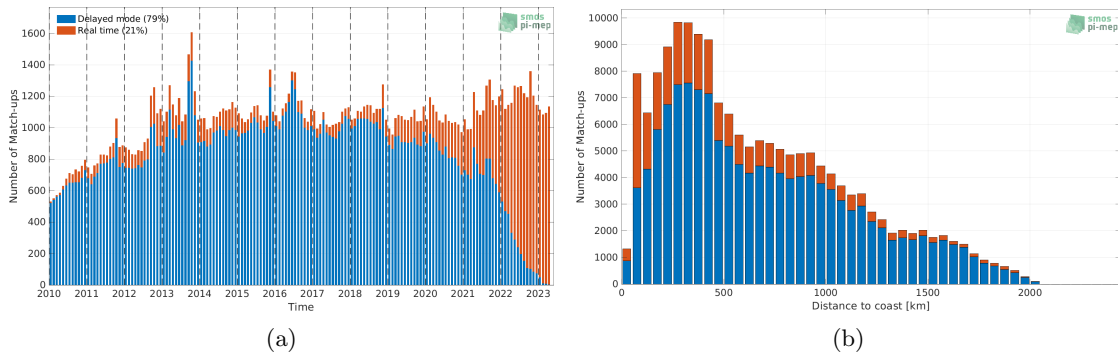 Delayed mode (79%)
Real time (21%)
smos
pi-mep
Number of Match-ups
1600
1400
1200
1000
800
600
400
200
0
2010 2011 2012 2013 2014 2015 2016 2017 2018 2019 2020 2021 2022 2023
Time
(a)
smos
pi-mep
Number of Match-ups
10000
9000
8000
7000
6000
5000
4000
3000
2000
1000
0
0 500 1000 1500 2000
Distance to coast [km]
(b)